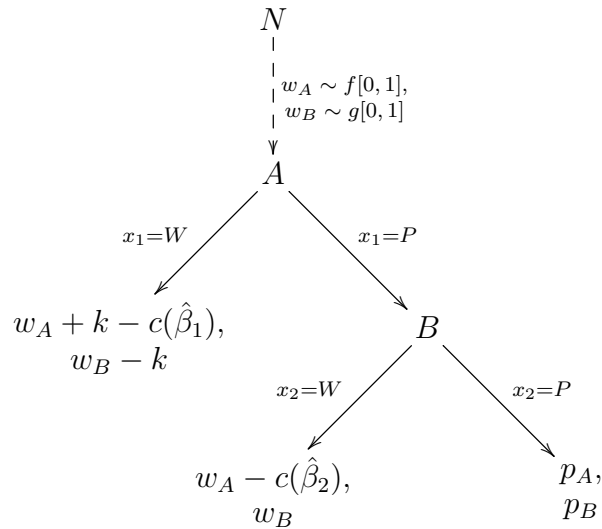 N
w_A ∼ f[0, 1],
w_B ∼ g[0, 1]
A
x_1=W
x_1=P
w_A + k − c(β̂_1),
w_B − k
B
x_2=W
x_2=P
w_A − c(β̂_2),
w_B
p_A,
p_B